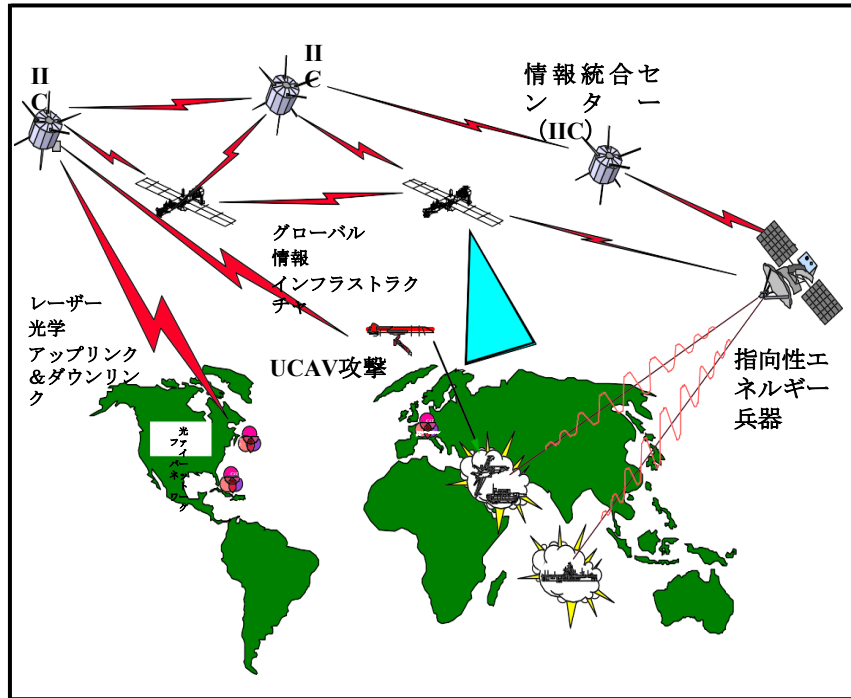 II
C
II
C
情報統合セ
ンター
（IIC）
グローバル
情報
インフラストラク
チャ
レーザー
光学
アップリンク
＆ダウンリン
ク
UCAV攻撃
指向性エ
ネルギー
兵器
光
ファイ
バーネ
ットワ
ーク